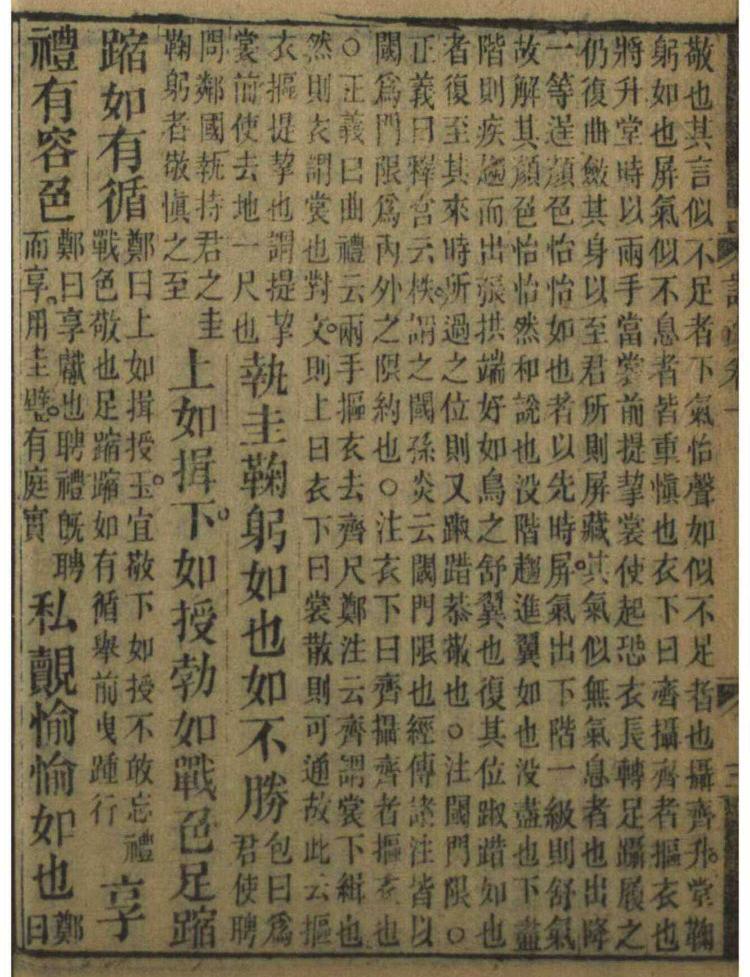 敬也其言似不足者下氣怡聲如似不足者也攝齊升堂鞠
躬如也屏氣似不息者皆重慎也衣下曰齊攝齊者摳衣也
將升堂時以兩手當裳前提挈裳使起恐衣長轉足躡履之
仍復曲斂其身以至君所則屏藏其氣似無氣息者也出降
一等逞顏色怡怡如也者以先時屏氣出下階一級則舒氣
故解其顏色怡怡然和說也没階趨進翼如也没盡也下盡
階則疾趨而出張拱端好如鳥之舒翼也復其位踧踖如也
者復至其來時所過之位則又踧踖恭敬也○注閾門限○
正義曰釋宮云柣謂之閾孫炎云閾門限也經傳諸注皆以
閾爲門限爲內外之限約也○注衣下曰齊攝齊者摳衣也
○正義曰曲禮云兩手摳衣去齊尺鄭注云齊謂裳下緝也
然則衣謂裳也對文則上曰衣下曰裳散則可通故此云摳
衣摳提挈也謂提挈
裳前使去地一尺也
執圭鞠躬如也如不勝
包曰爲
君使聘
問鄰國執持君之圭
鞠躬者敬慎之至
上如揖下如授勃如戰色足蹜
蹜如有循
鄭曰上如揖授玉宜敬下如授不敢忘禮
戰色敬也足蹜蹜如有循舉前曳踵行
享
禮有容色
鄭曰享獻也聘禮旣聘
而享用圭璧有庭實
私覿愉愉如也
鄭
曰